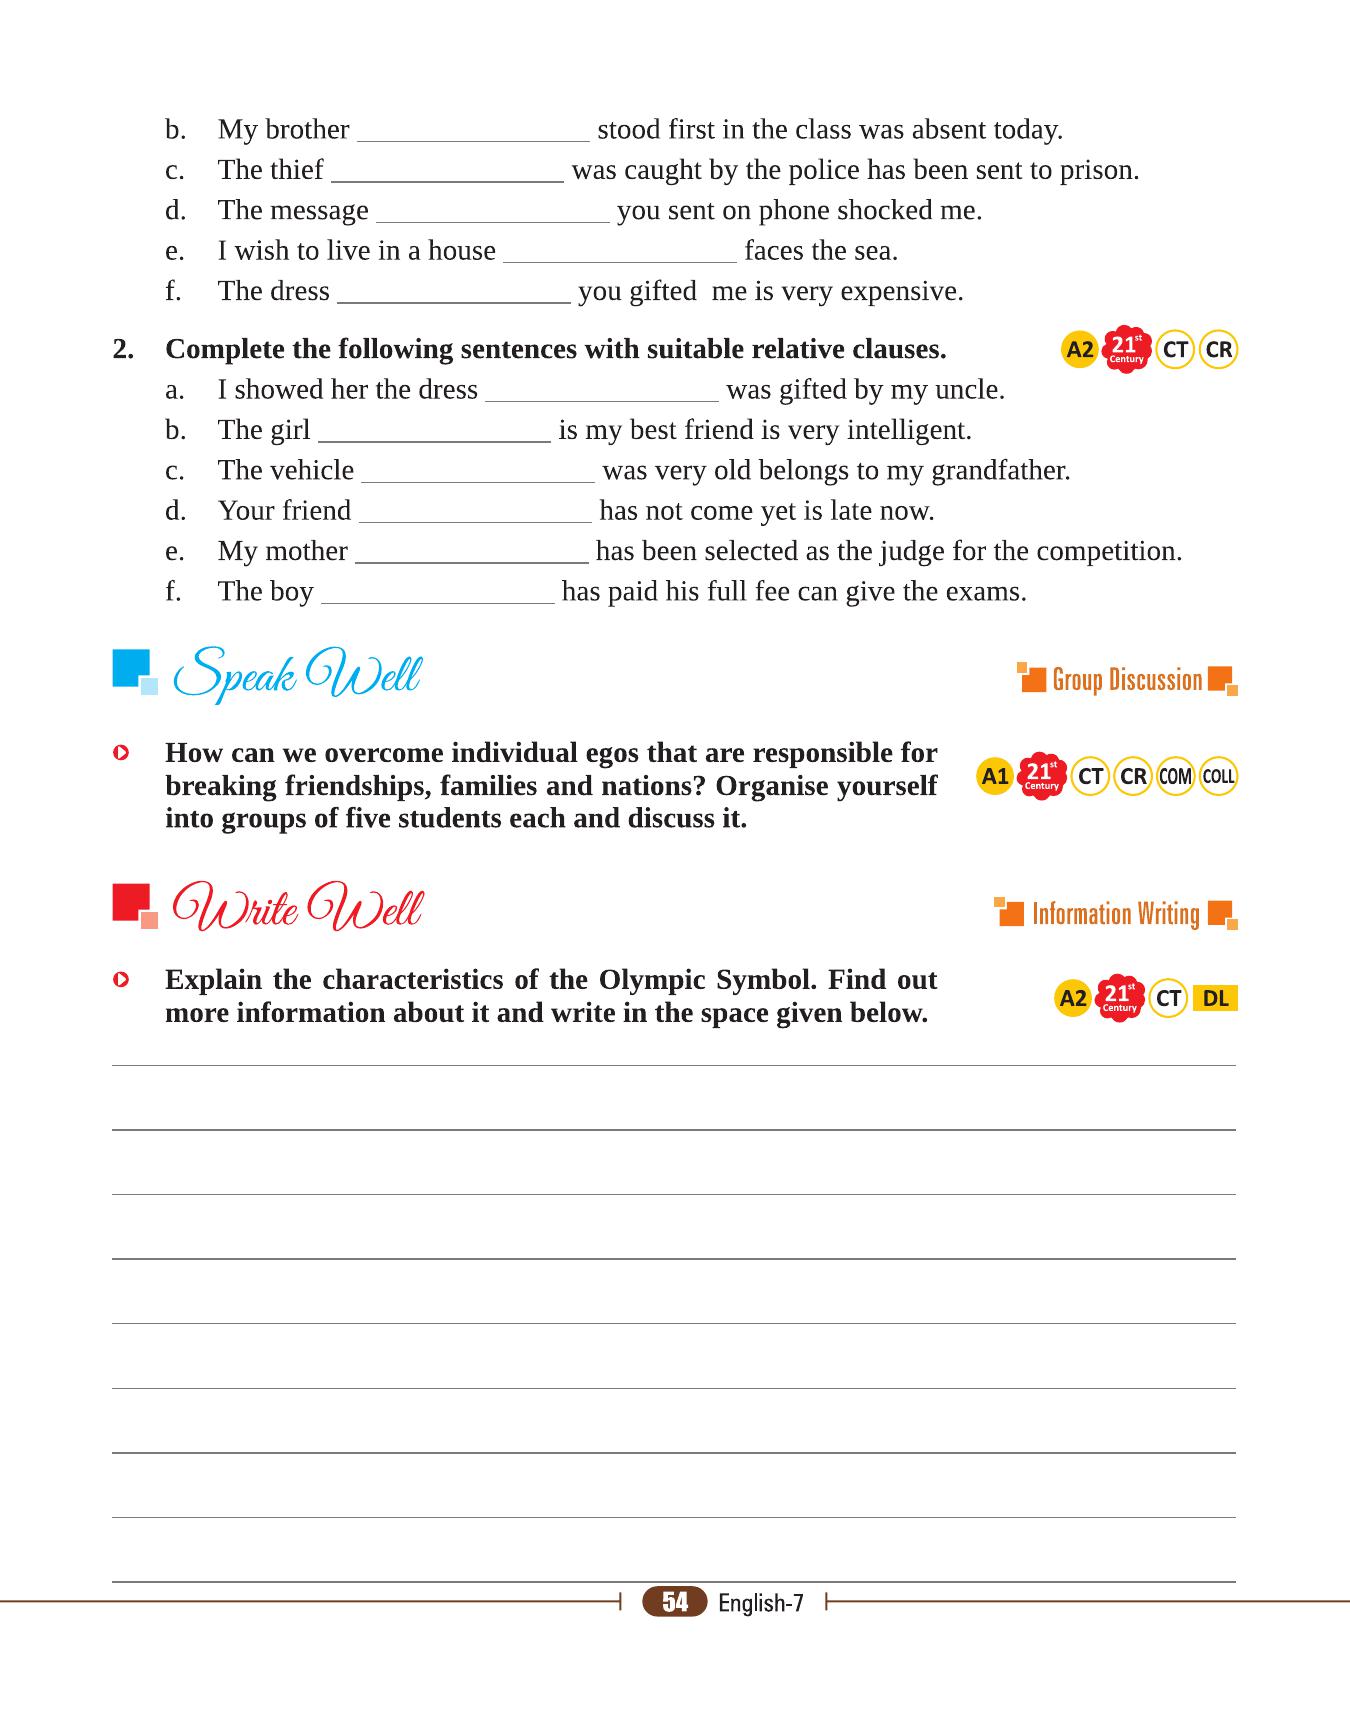 b. My brother ________________ stood first in the class was absent today.
c. The thief ________________ was caught by the police has been sent to prison.
d. The message ________________ you sent on phone shocked me.
e. I wish to live in a house ________________ faces the sea.
f. The dress ________________ you gifted me is very expensive.
2. Complete the following sentences with suitable relative clauses. A2 21st Century CT CR
a. I showed her the dress ________________ was gifted by my uncle.
b. The girl ________________ is my best friend is very intelligent.
c. The vehicle ________________ was very old belongs to my grandfather.
d. Your friend ________________ has not come yet is late now.
e. My mother ________________ has been selected as the judge for the competition.
f. The boy ________________ has paid his full fee can give the exams.
Speak Well Group Discussion
How can we overcome individual egos that are responsible for
breaking friendships, families and nations? Organise yourself A1 21st Century CT CR COM COLL
into groups of five students each and discuss it.
Write Well Information Writing
Explain the characteristics of the Olympic Symbol. Find out
more information about it and write in the space given below. A2 21st Century CT DL
54 English-7